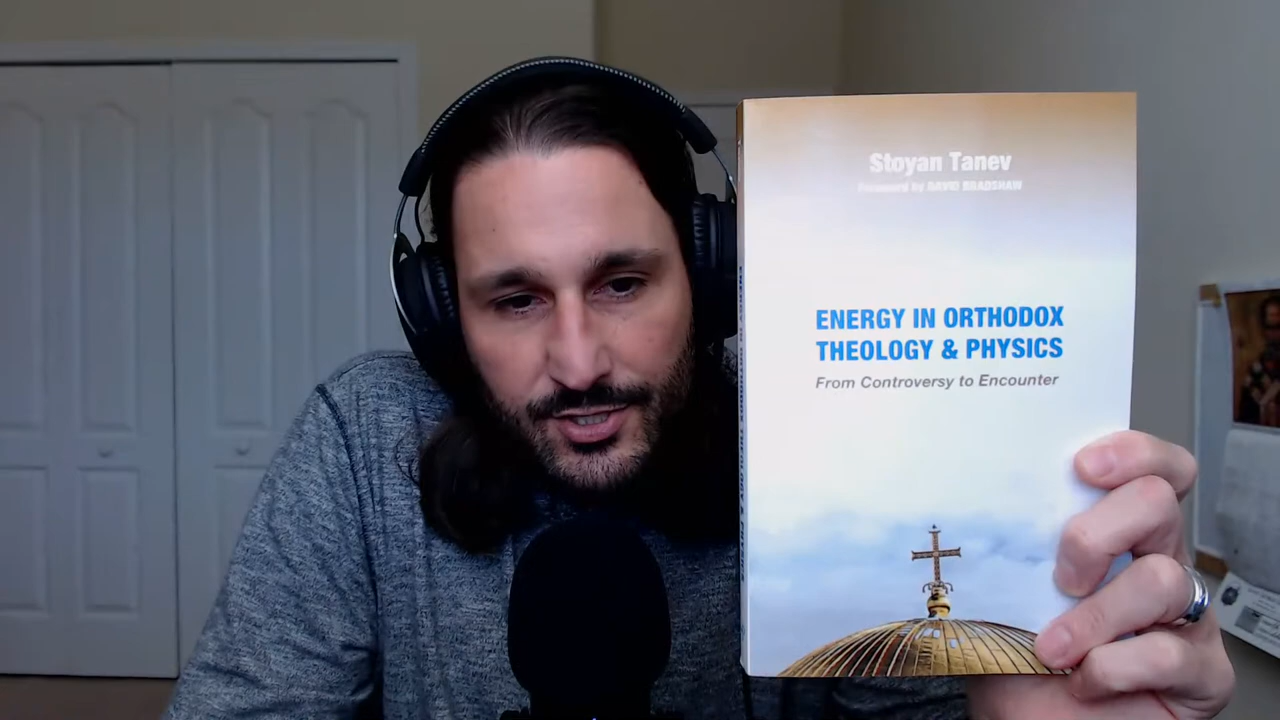 Stoyan Tanev
Foreword by DAVID BRADSHAW
ENERGY IN ORTHODOX
THEOLOGY & PHYSICS
From Controversy to Encounter